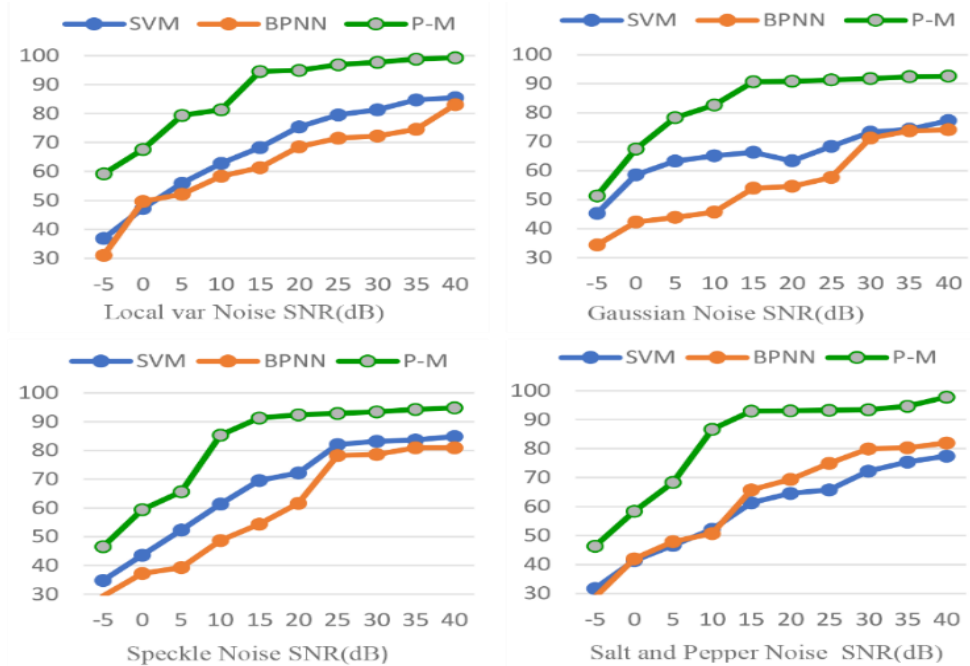 SVM BPNN P-M
100
90
80
70
60
50
40
30
-5 0 5 10 15 20 25 30 35 40
Local var Noise SNR(dB)
SVM BPNN P-M
100
90
80
70
60
50
40
30
-5 0 5 10 15 20 25 30 35 40
Gaussian Noise SNR(dB)
SVM BPNN P-M
100
90
80
70
60
50
40
30
-5 0 5 10 15 20 25 30 35 40
Speckle Noise SNR(dB)
SVM BPNN P-M
100
90
80
70
60
50
40
30
-5 0 5 10 15 20 25 30 35 40
Salt and Pepper Noise SNR(dB)